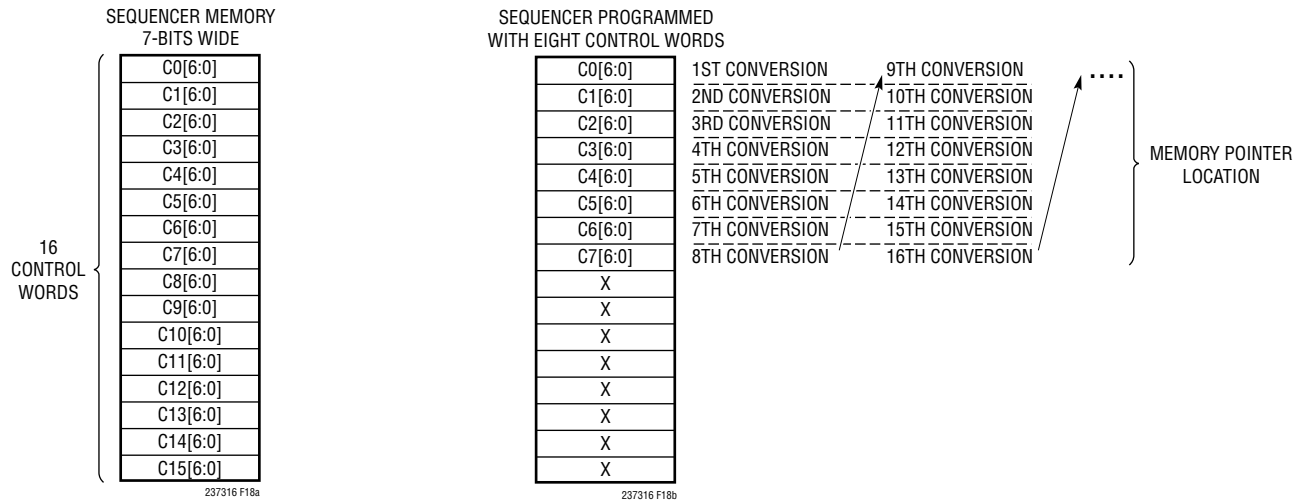 SEQUENCER MEMORY
7-BITS WIDE
16
CONTROL
WORDS
C0[6:0]
C1[6:0]
C2[6:0]
C3[6:0]
C4[6:0]
C5[6:0]
C6[6:0]
C7[6:0]
C8[6:0]
C9[6:0]
C10[6:0]
C11[6:0]
C12[6:0]
C13[6:0]
C14[6:0]
C15[6:0]
237316 F18a
SEQUENCER PROGRAMMED
WITH EIGHT CONTROL WORDS
C0[6:0] 1ST CONVERSION 9TH CONVERSION ....
C1[6:0] 2ND CONVERSION 10TH CONVERSION
C2[6:0] 3RD CONVERSION 11TH CONVERSION
C3[6:0] 4TH CONVERSION 12TH CONVERSION
C4[6:0] 5TH CONVERSION 13TH CONVERSION
C5[6:0] 6TH CONVERSION 14TH CONVERSION
C6[6:0] 7TH CONVERSION 15TH CONVERSION
C7[6:0] 8TH CONVERSION 16TH CONVERSION
X
X
X
X
X
X
X
X
MEMORY POINTER
LOCATION
237316 F18b